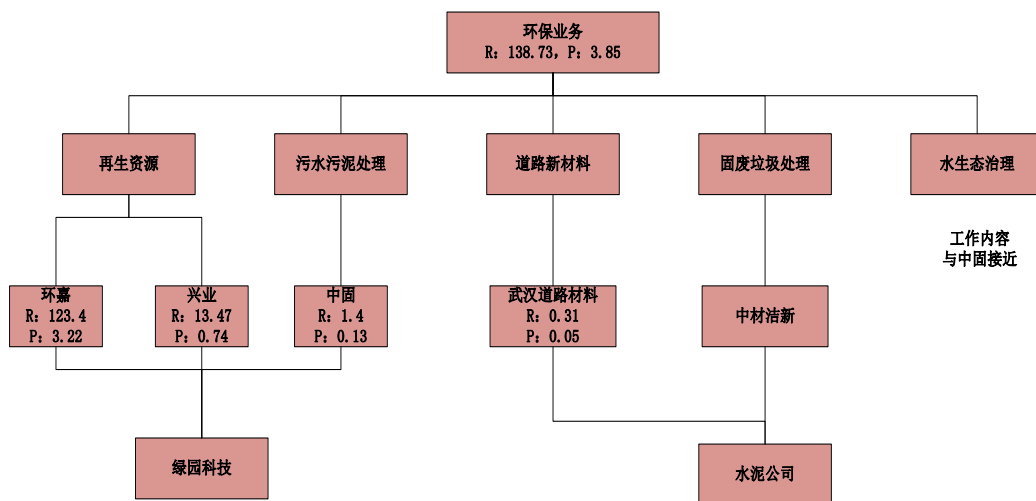 环保业务
R: 138.73, P: 3.85
再生资源
污水污泥处理
道路新材料
固废垃圾处理
水生态治理
工作内容
与中固接近
环嘉
R: 123.4
P: 3.22
兴业
R: 13.47
P: 0.74
中固
R: 1.4
P: 0.13
武汉道路材料
R: 0.31
P: 0.05
中材洁新
绿园科技
水泥公司